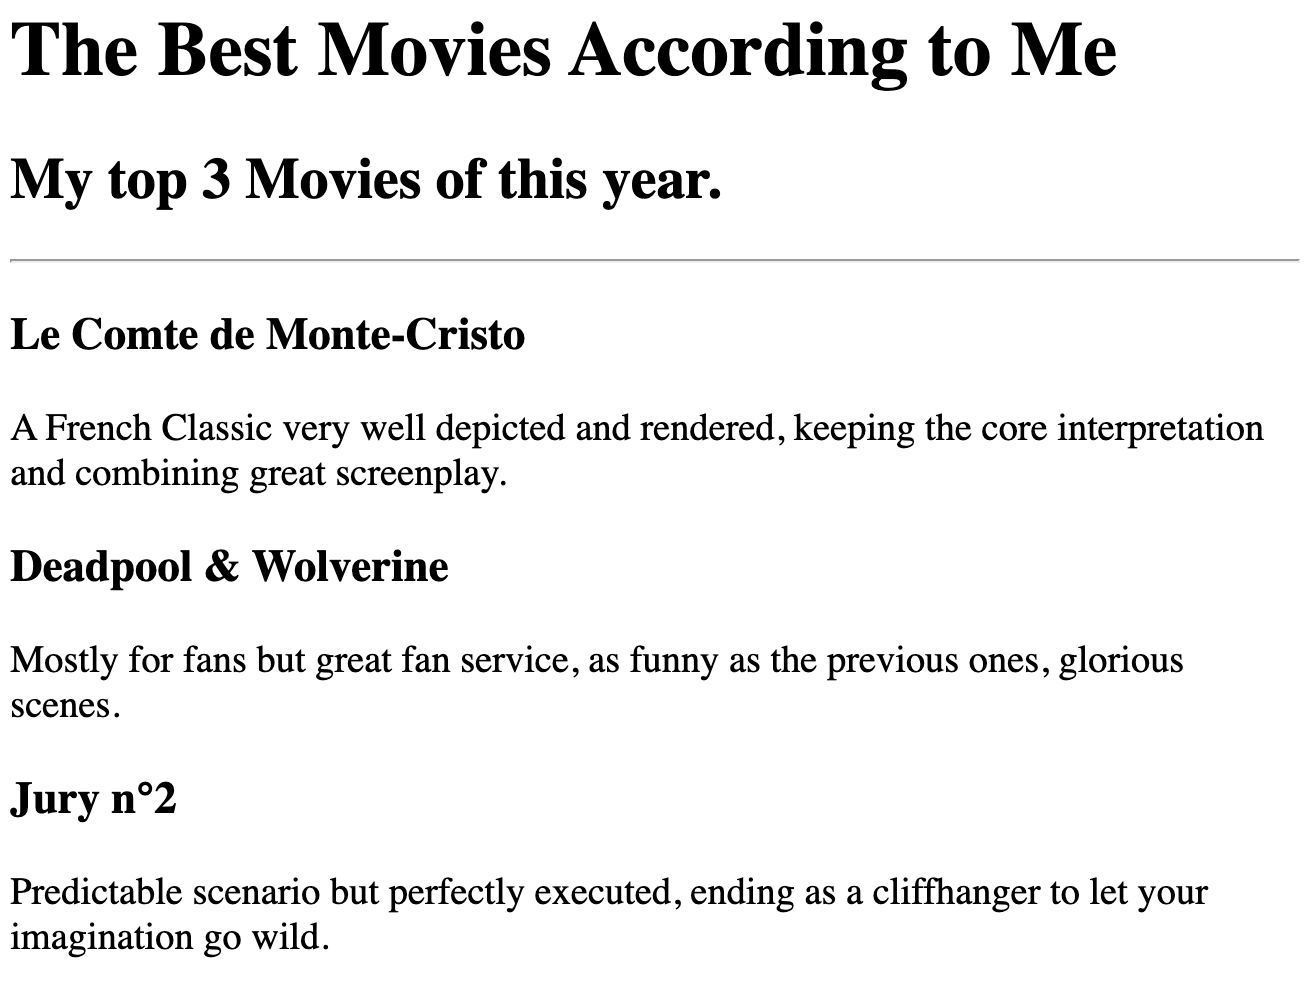 The Best Movies According to Me
My top 3 Movies of this year.
Le Comte de Monte-Cristo
A French Classic very well depicted and rendered, keeping the core interpretation
and combining great screenplay.
Deadpool & Wolverine
Mostly for fans but great fan service, as funny as the previous ones, glorious
scenes.
Jury n°2
Predictable scenario but perfectly executed, ending as a cliffhanger to let your
imagination go wild.